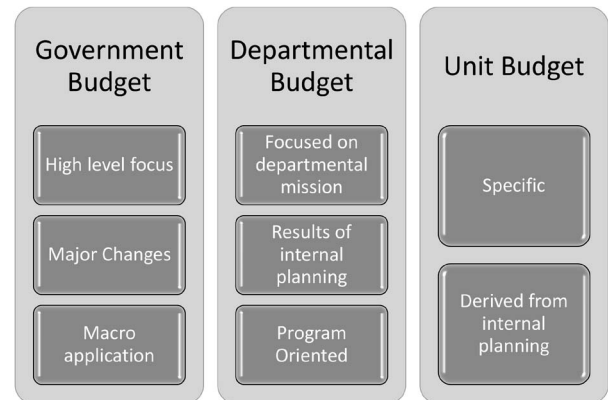 Government
Budget
High level focus
Major Changes
Macro
application
Departmental
Budget
Focused on
departmental
mission
Results of
internal
planning
Program
Oriented
Unit Budget
Specific
Derived from
internal
planning